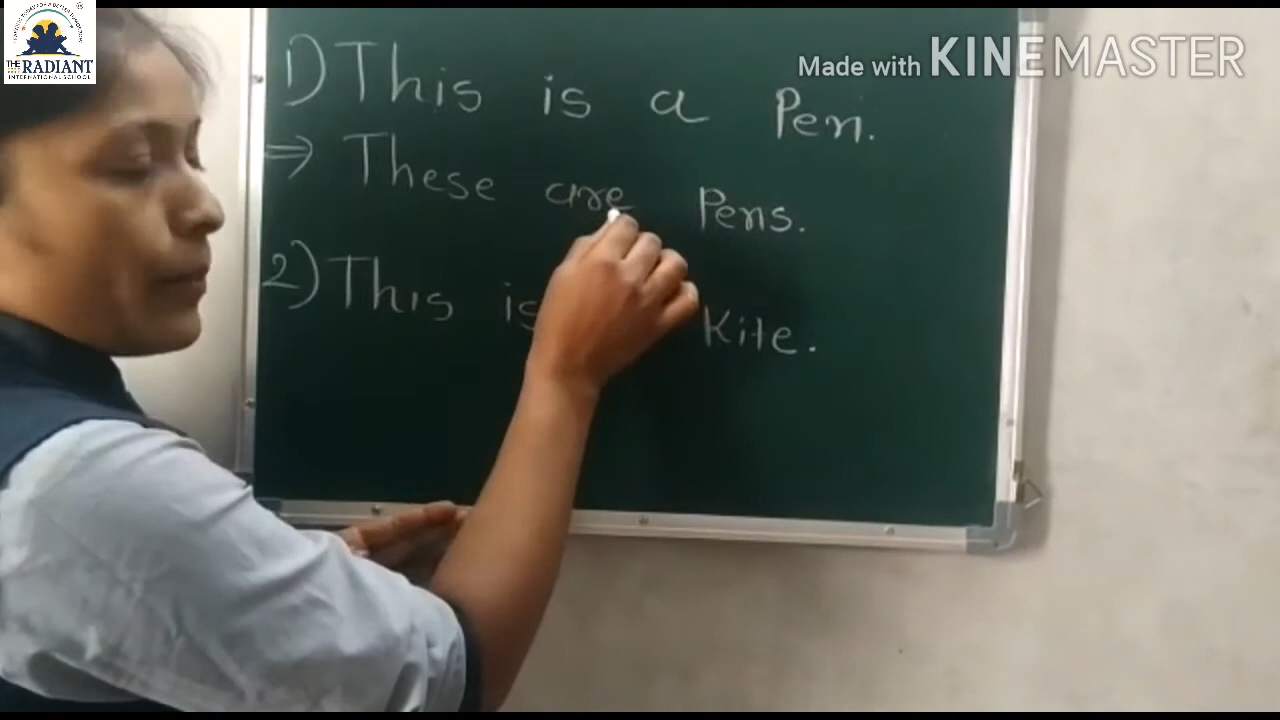 THE RADIANT
INTERNATIONAL SCHOOL
Made with KINEMASTER
1) This is a Pen.
⇒ These are Pens.
2) This is Kite.